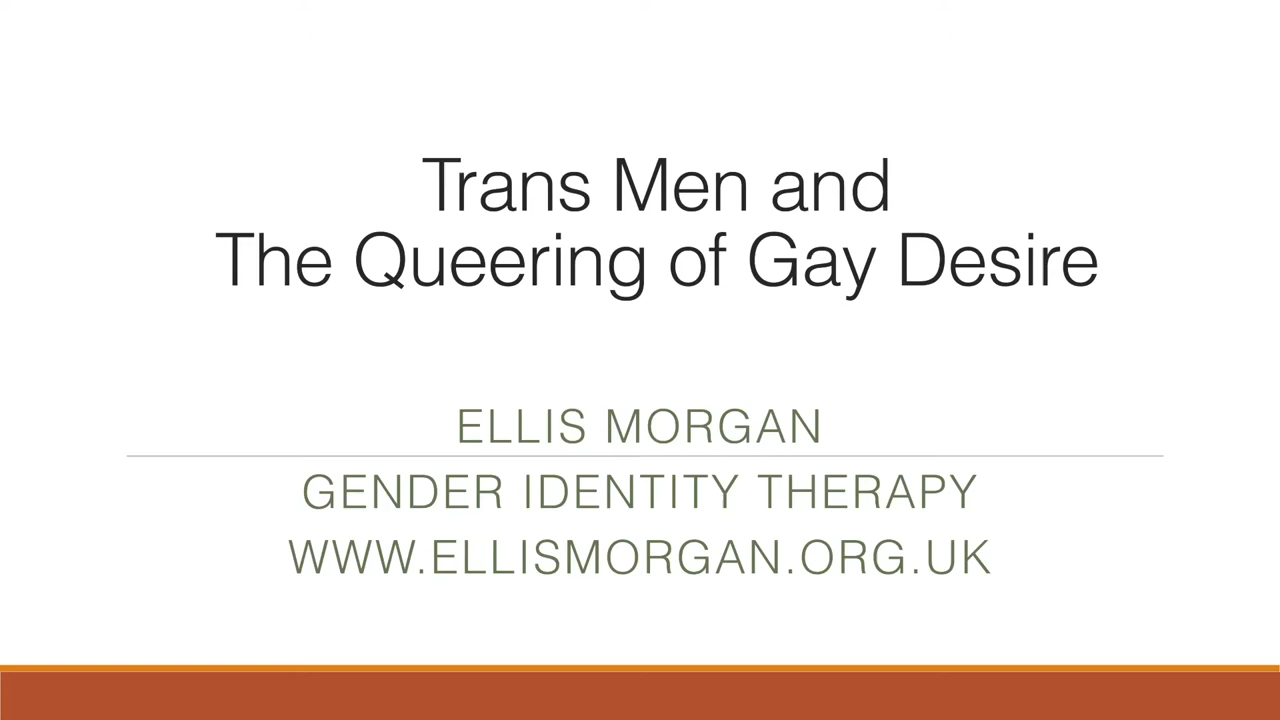 Trans Men and
The Queering of Gay Desire
ELLIS MORGAN
GENDER IDENTITY THERAPY
WWW.ELLISMORGAN.ORG.UK